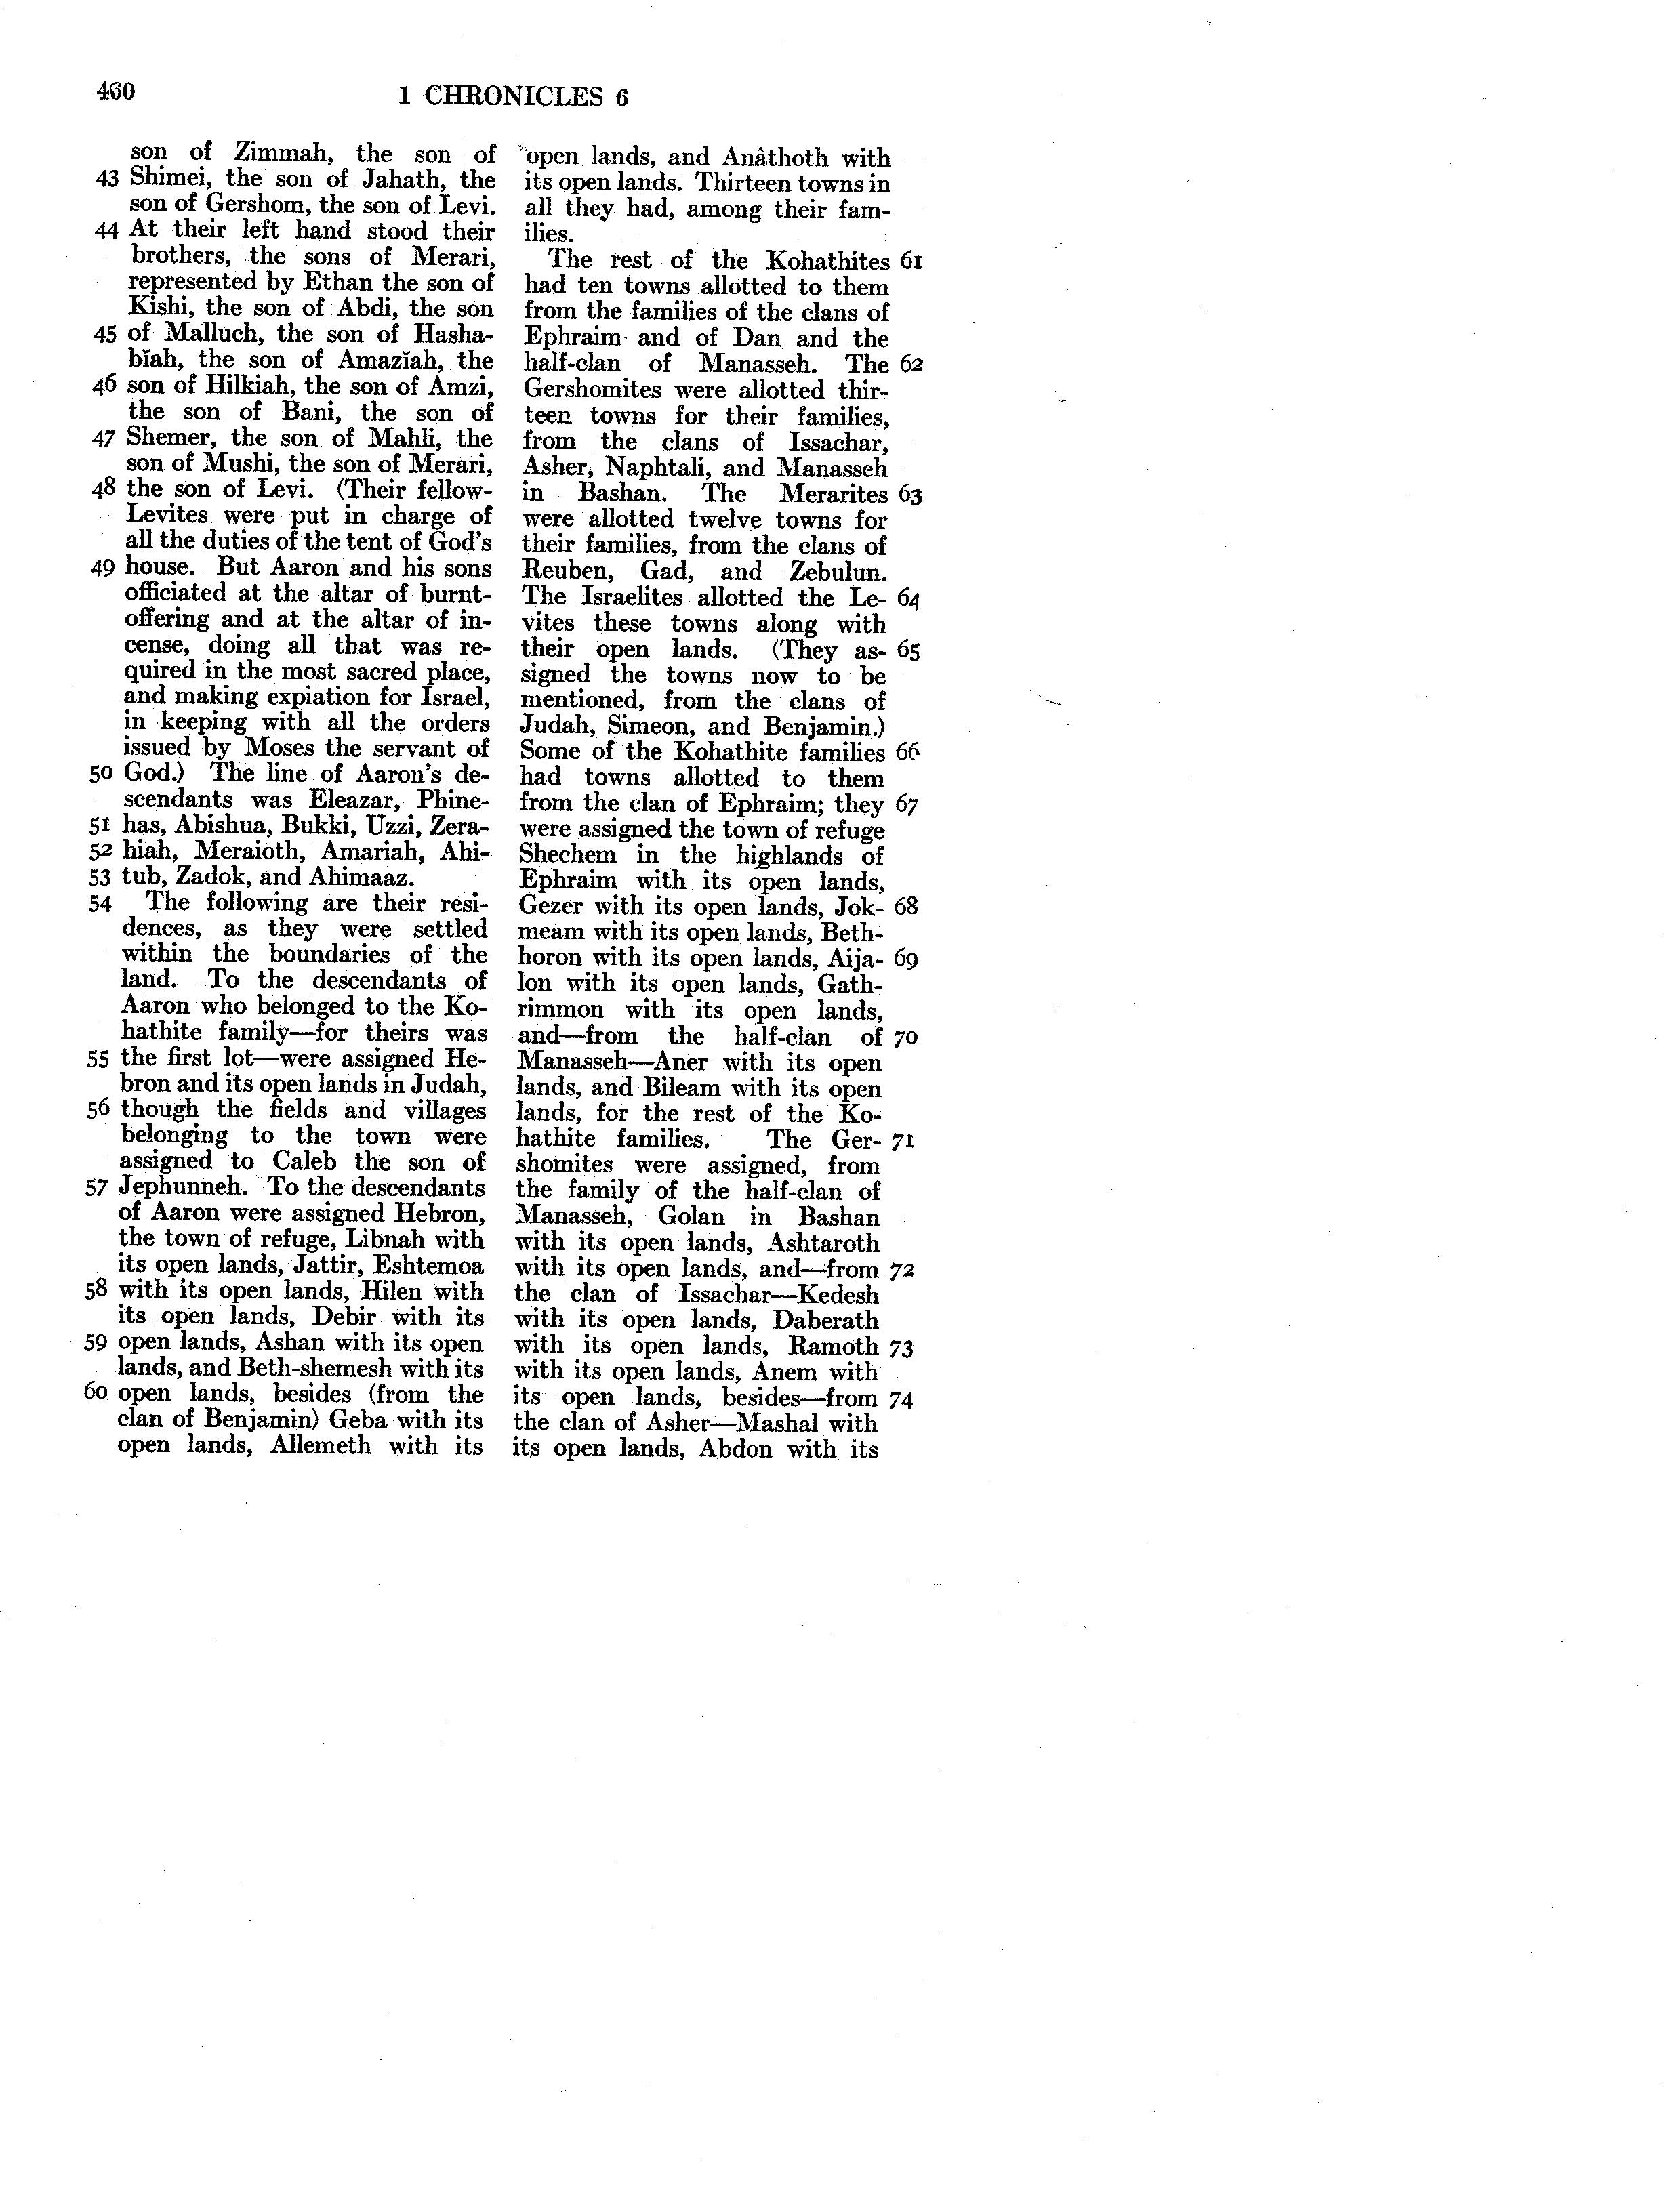 460
1 CHRONICLES 6
son of Zimmah, the son of
43 Shimei, the son of Jahath, the
son of Gershom, the son of Levi.
44 At their left hand stood their
brothers, the sons of Merari,
represented by Ethan the son of
Kishi, the son of Abdi, the son
45 of Malluch, the son of Hasha-
bĭah, the son of Amazĭah, the
46 son of Hilkiah, the son of Amzi,
the son of Bani, the son of
47 Shemer, the son of Mahli, the
son of Mushi, the son of Merari,
48 the son of Levi. (Their fellow-
Levites were put in charge of
all the duties of the tent of God's
49 house. But Aaron and his sons
officiated at the altar of burnt-
offering and at the altar of in-
cense, doing all that was re-
quired in the most sacred place,
and making expiation for Israel,
in keeping with all the orders
issued by Moses the servant of
50 God.) The line of Aaron's de-
scendants was Eleazar, Phine-
51 has, Abishua, Bukki, Uzzi, Zera-
52 hiah, Meraioth, Amariah, Ahi-
53 tub, Zadok, and Ahimaaz.
54 The following are their resi-
dences, as they were settled
within the boundaries of the
land. To the descendants of
Aaron who belonged to the Ko-
hathite family—for theirs was
55 the first lot—were assigned He-
bron and its open lands in Judah,
56 though the fields and villages
belonging to the town were
assigned to Caleb the son of
57 Jephunneh. To the descendants
of Aaron were assigned Hebron,
the town of refuge, Libnah with
its open lands, Jattir, Eshtemoa
58 with its open lands, Hilen with
its open lands, Debir with its
59 open lands, Ashan with its open
lands, and Beth-shemesh with its
60 open lands, besides (from the
clan of Benjamin) Geba with its
open lands, Allemeth with its
open lands, and Anâthoth with
its open lands. Thirteen towns in
all they had, among their fam-
ilies.
The rest of the Kohathites 61
had ten towns allotted to them
from the families of the clans of
Ephraim and of Dan and the
half-clan of Manasseh. The 62
Gershomites were allotted thir-
teen towns for their families,
from the clans of Issachar,
Asher, Naphtali, and Manasseh
in Bashan. The Merarites 63
were allotted twelve towns for
their families, from the clans of
Reuben, Gad, and Zebulun.
The Israelites allotted the Le- 64
vites these towns along with
their open lands. (They as- 65
signed the towns now to be
mentioned, from the clans of
Judah, Simeon, and Benjamin.)
Some of the Kohathite families 66
had towns allotted to them
from the clan of Ephraim; they 67
were assigned the town of refuge
Shechem in the highlands of
Ephraim with its open lands,
Gezer with its open lands, Jok- 68
meam with its open lands, Beth-
horon with its open lands, Aija- 69
lon with its open lands, Gath-
rimmon with its open lands,
and—from the half-clan of 70
Manasseh—Aner with its open
lands, and Bileam with its open
lands, for the rest of the Ko-
hathite families. The Ger- 71
shomites were assigned, from
the family of the half-clan of
Manasseh, Golan in Bashan
with its open lands, Ashtaroth
with its open lands, and—from 72
the clan of Issachar—Kedesh
with its open lands, Daberath
with its open lands, Ramoth 73
with its open lands, Anem with
its open lands, besides—from 74
the clan of Asher—Mashal with
its open lands, Abdon with its